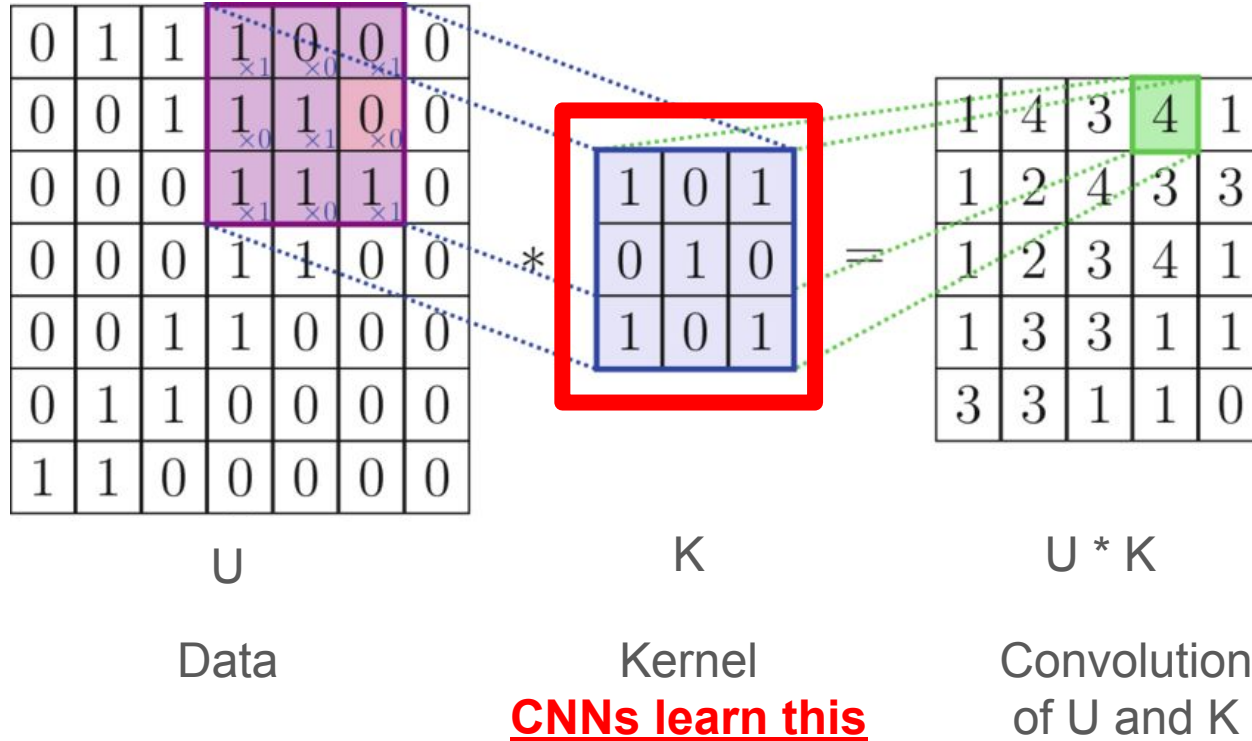 0 1 1 1 ×1 0 ×0 0 ×1 0
0 0 1 1 ×0 1 ×1 0 ×0 0
0 0 0 1 ×1 1 ×0 1 ×1 0
0 0 0 1 1 0 0
0 0 1 1 0 0 0
0 1 1 0 0 0 0
1 1 0 0 0 0 0
*
1 0 1
0 1 0
1 0 1
=
1 4 3 4 1
1 2 4 3 3
1 2 3 4 1
1 3 3 1 1
3 3 1 1 0
U
K
U * K
Data
Kernel
CNNs learn this
Convolution
of U and K